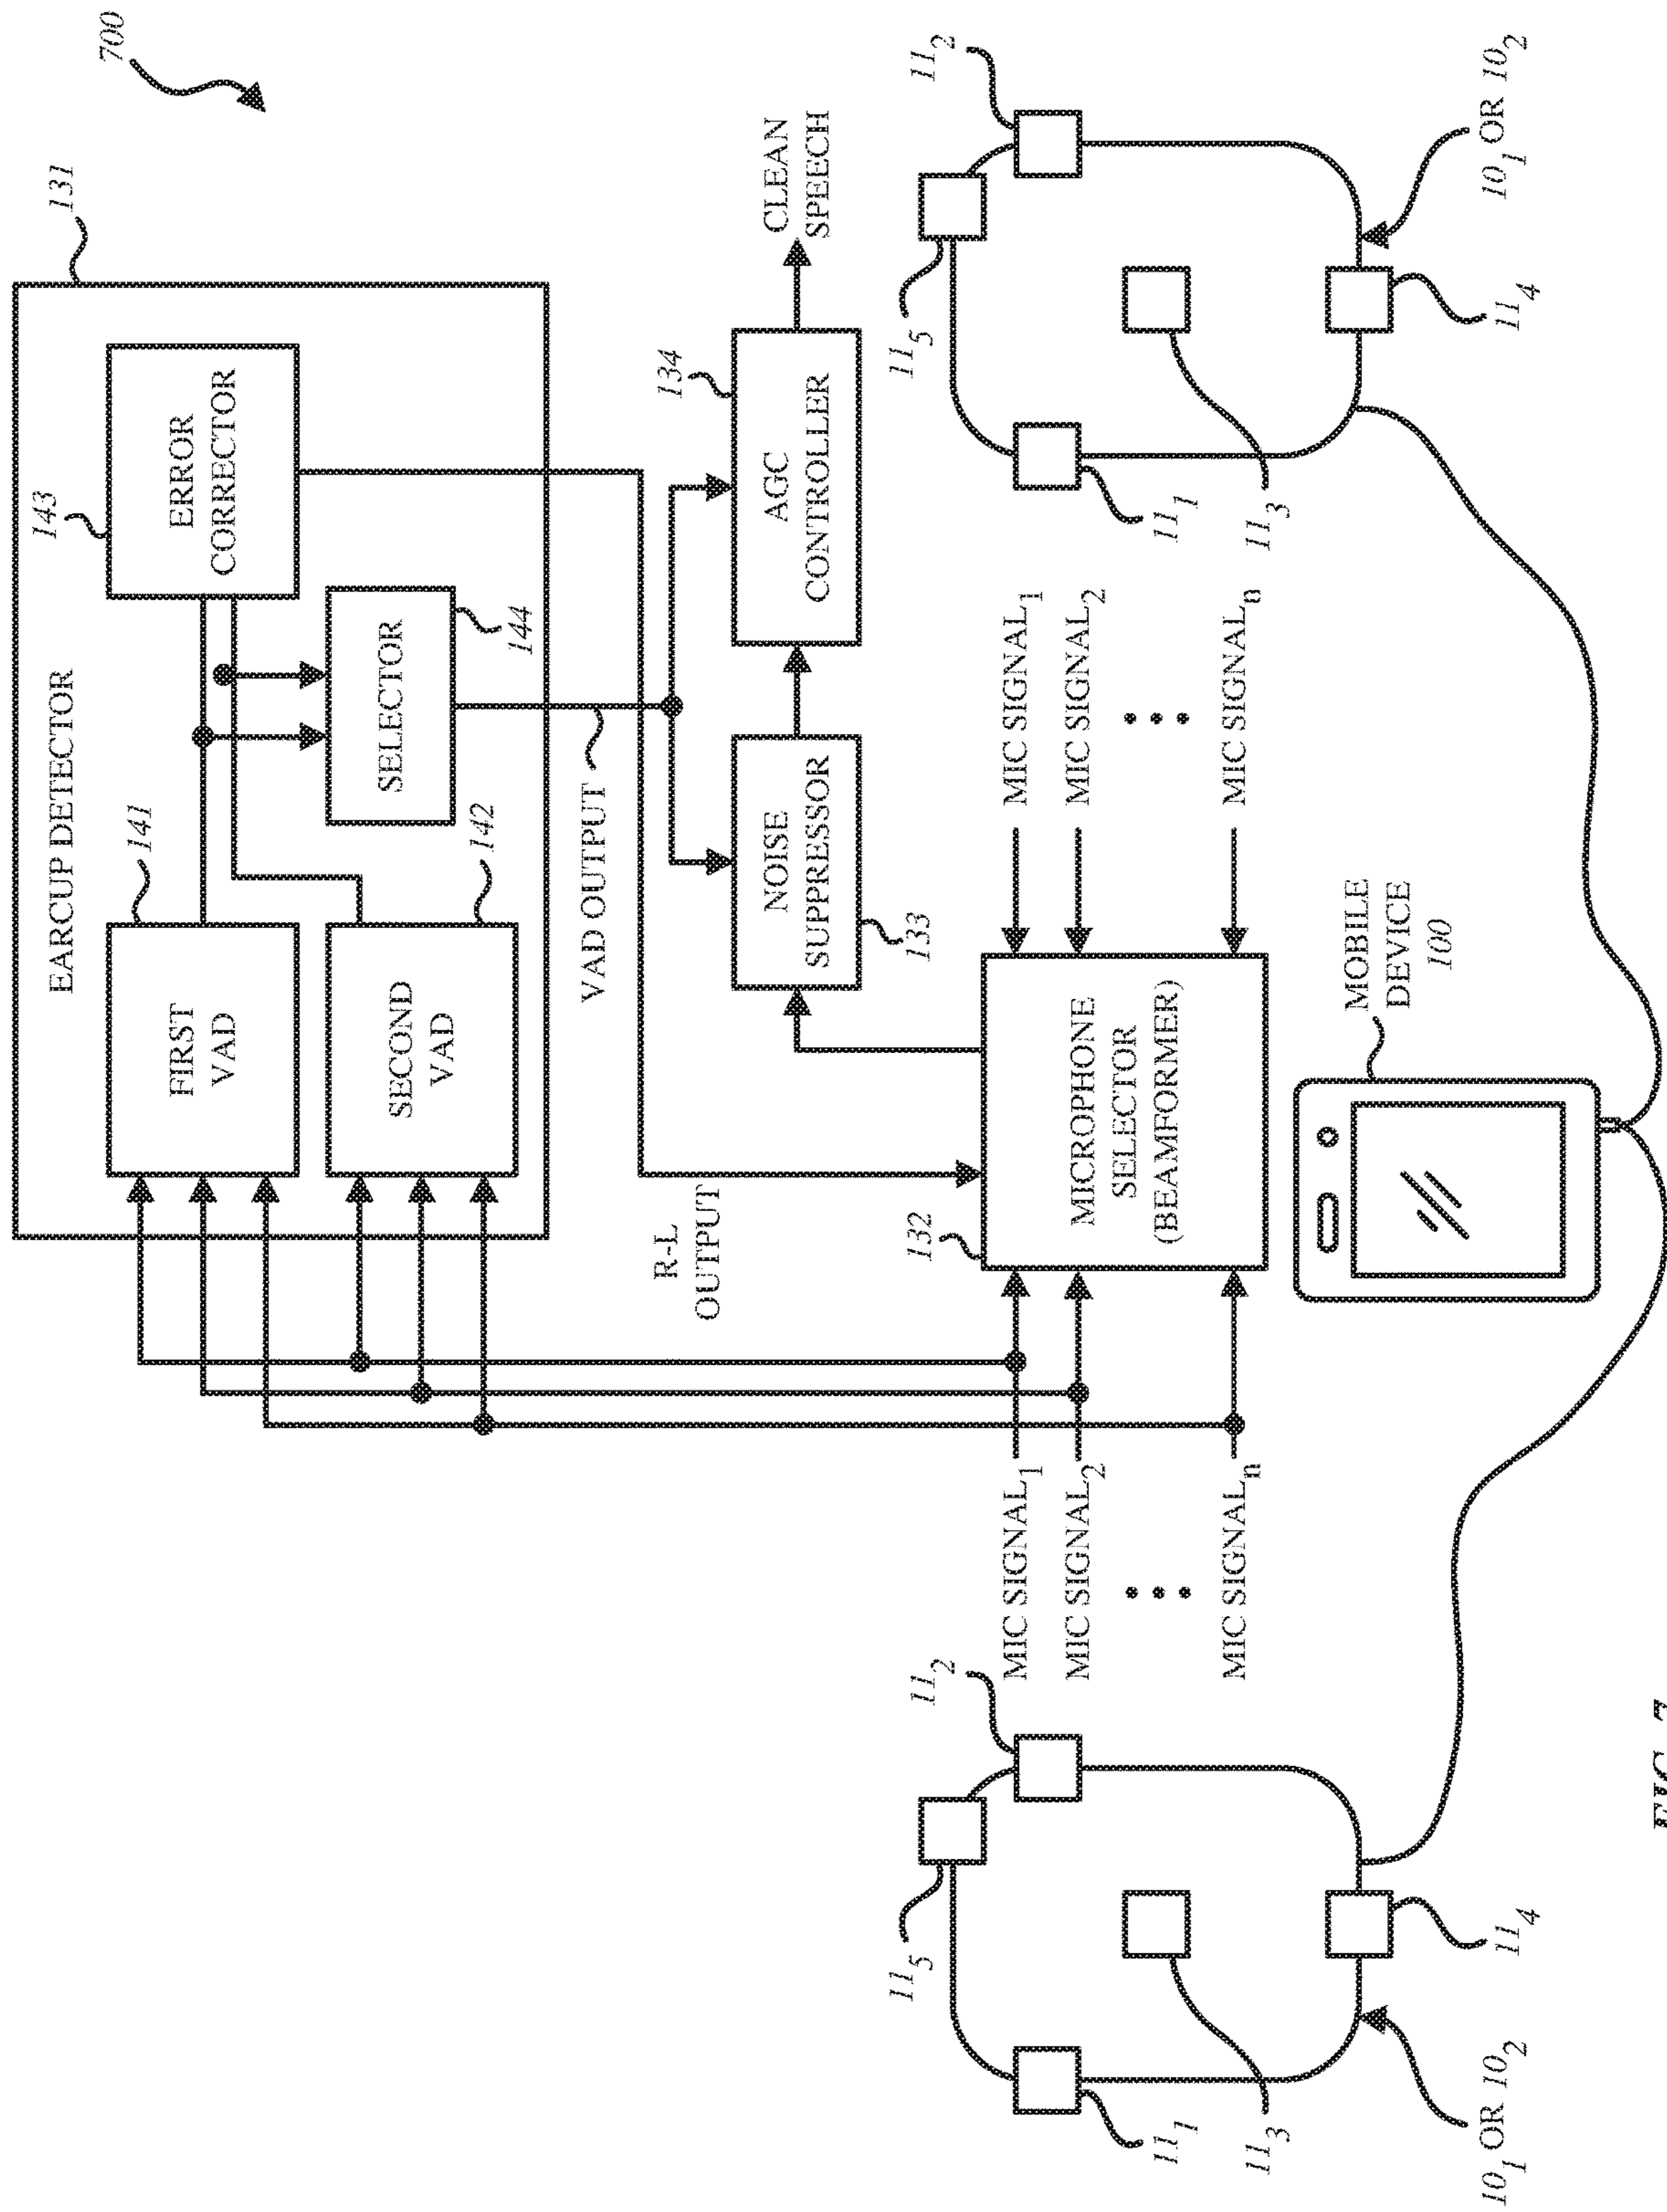 700
131
EARCUP DETECTOR
143
ERROR
CORRECTOR
141
FIRST
VAD
SELECTOR
144
SECOND
VAD
142
VAD OUTPUT
R-L
OUTPUT
134
AGC
CONTROLLER
CLEAN
SPEECH
NOISE
SUPPRESSOR
133
132
MICROPHONE
SELECTOR
(BEAMFORMER)
MIC SIGNAL₁
MIC SIGNAL₂
MIC SIGNALₙ
MIC SIGNAL₁
MIC SIGNAL₂
MIC SIGNALₙ
MOBILE
DEVICE
100
11₅
11₂
11₁
11₃
11₄
10₁ OR 10₂
11₅
11₂
11₁
11₃
11₄
10₁ OR 10₂